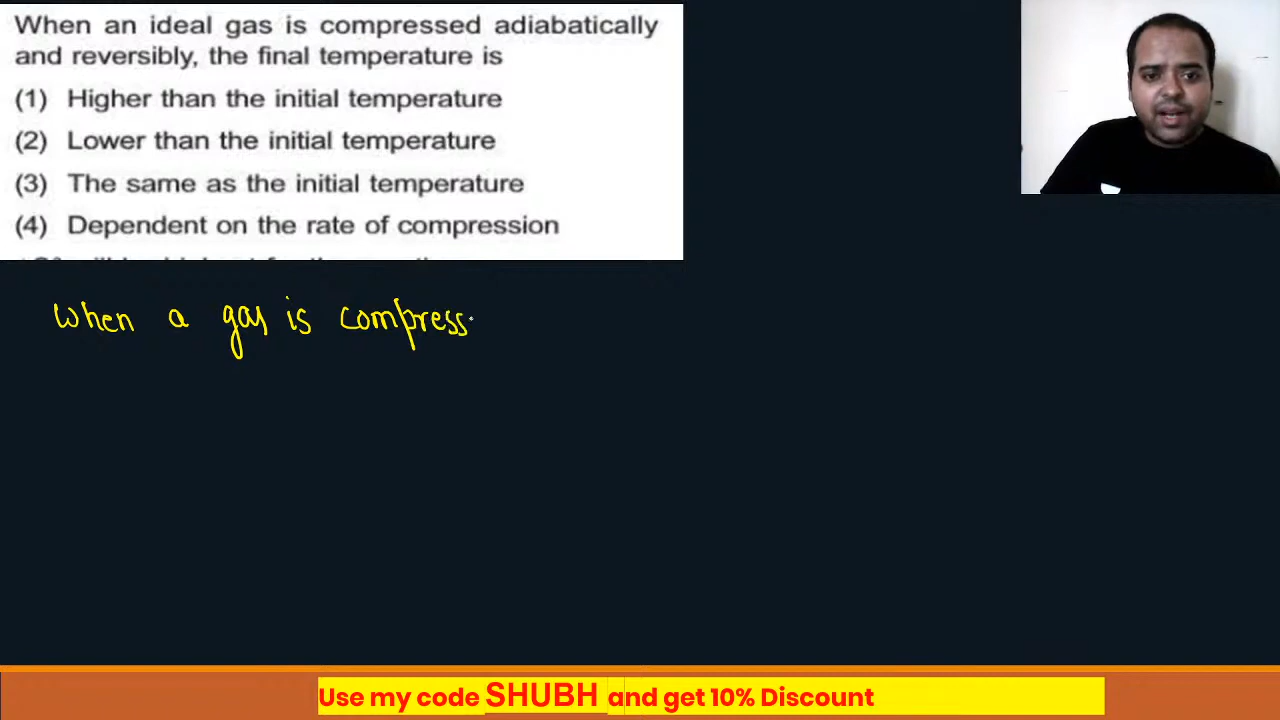 When an ideal gas is compressed adiabatically
and reversibly, the final temperature is
(1) Higher than the initial temperature
(2) Lower than the initial temperature
(3) The same as the initial temperature
(4) Dependent on the rate of compression
when a gas is compress
Use my code SHUBH and get 10% Discount